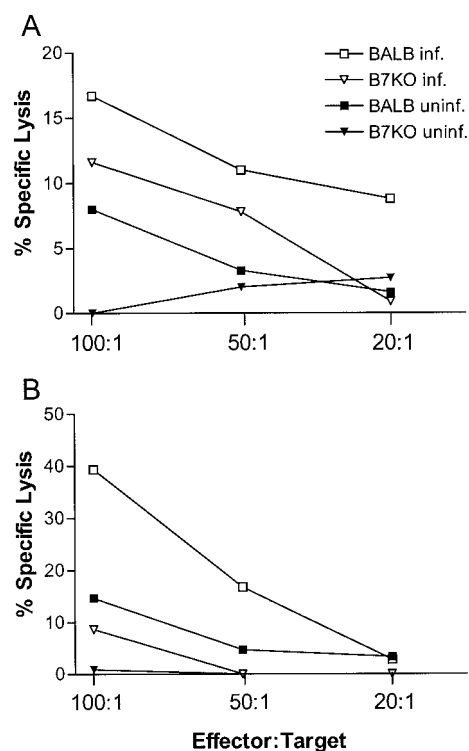 A
20
BALB inf.
B7KO inf.
BALB uninf.
B7KO uninf.
15
10
5
0
% Specific Lysis
100:1 50:1 20:1
B
50
40
30
20
10
0
% Specific Lysis
100:1 50:1 20:1
Effector:Target